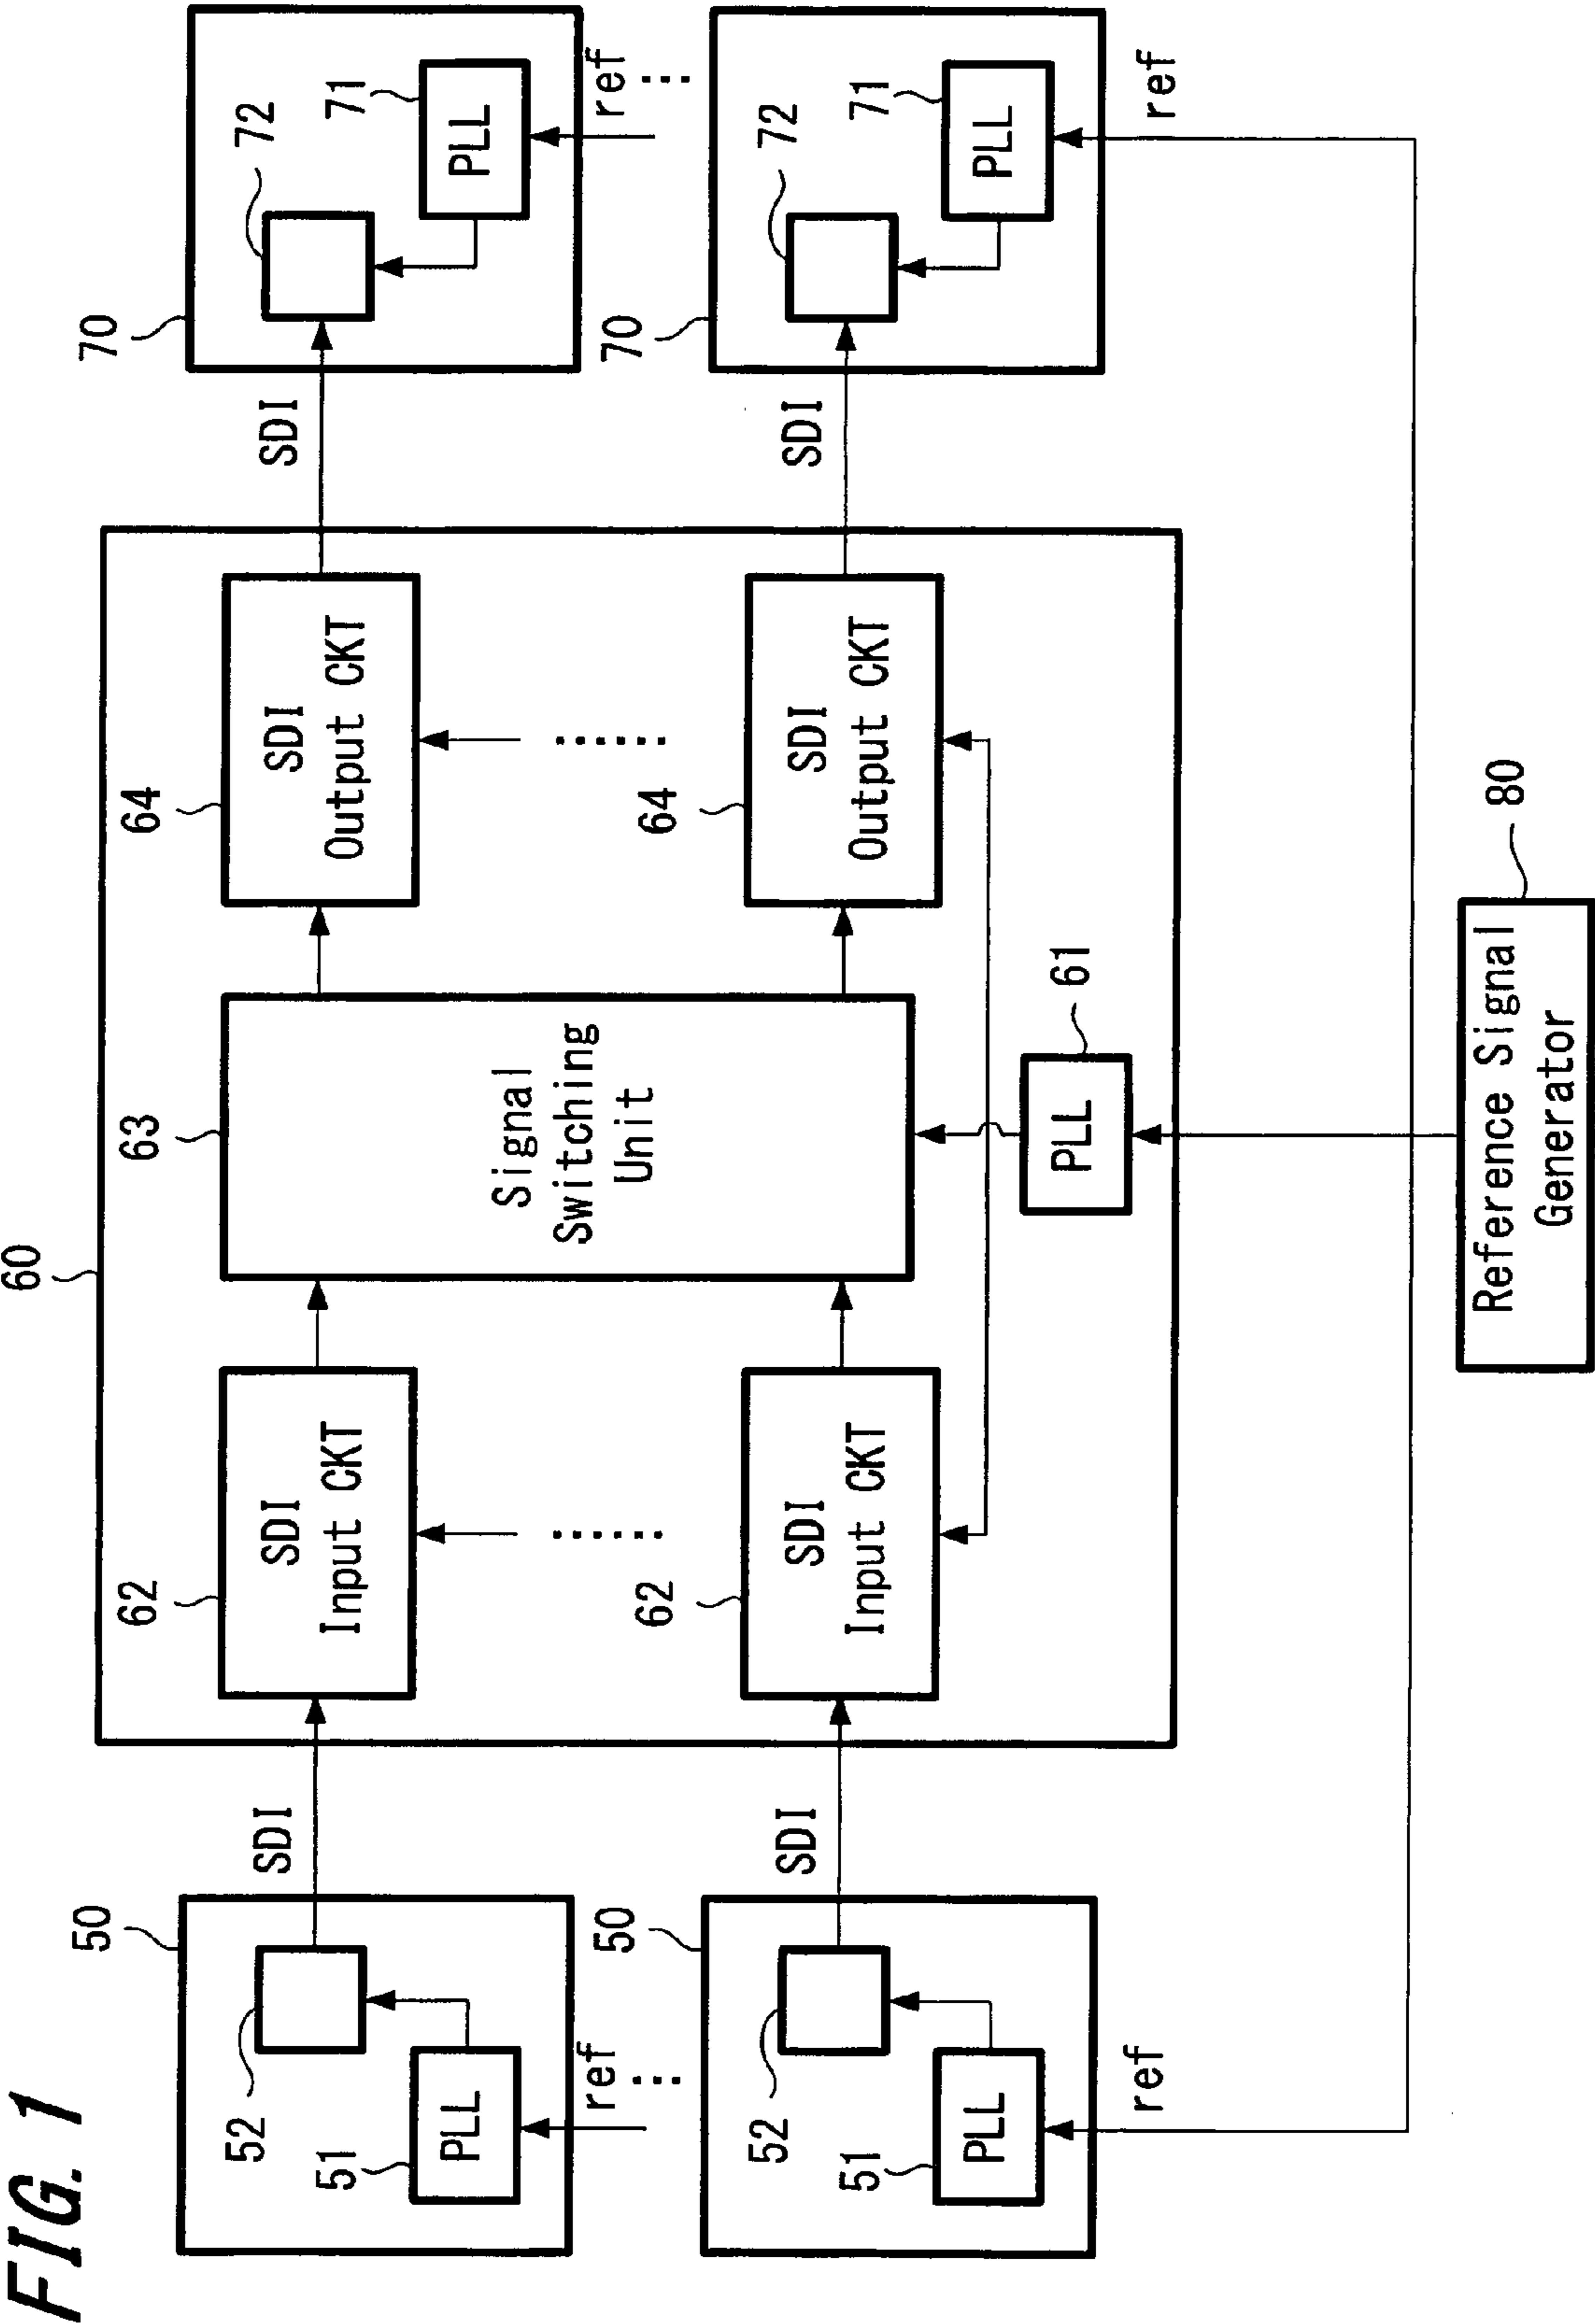 FIG. 1
50
52
51
PLL
ref
SDI
50
52
51
PLL
ref
SDI
60
62
SDI
Input CKT
62
SDI
Input CKT
63
Signal
Switching
Unit
61
PLL
64
SDI
Output CKT
64
SDI
Output CKT
SDI
70
72
71
PLL
ref
SDI
70
72
71
PLL
ref
80
Reference Signal
Generator